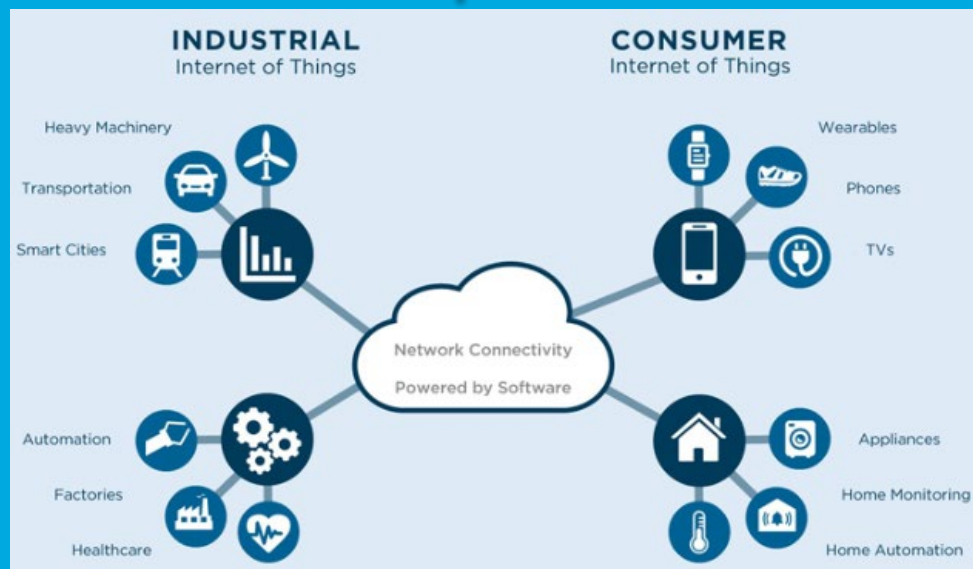 INDUSTRIAL
Internet of Things
CONSUMER
Internet of Things
Heavy Machinery
Transportation
Smart Cities
Wearables
Phones
TVs
Network Connectivity
Powered by Software
Automation
Factories
Healthcare
Appliances
Home Monitoring
Home Automation